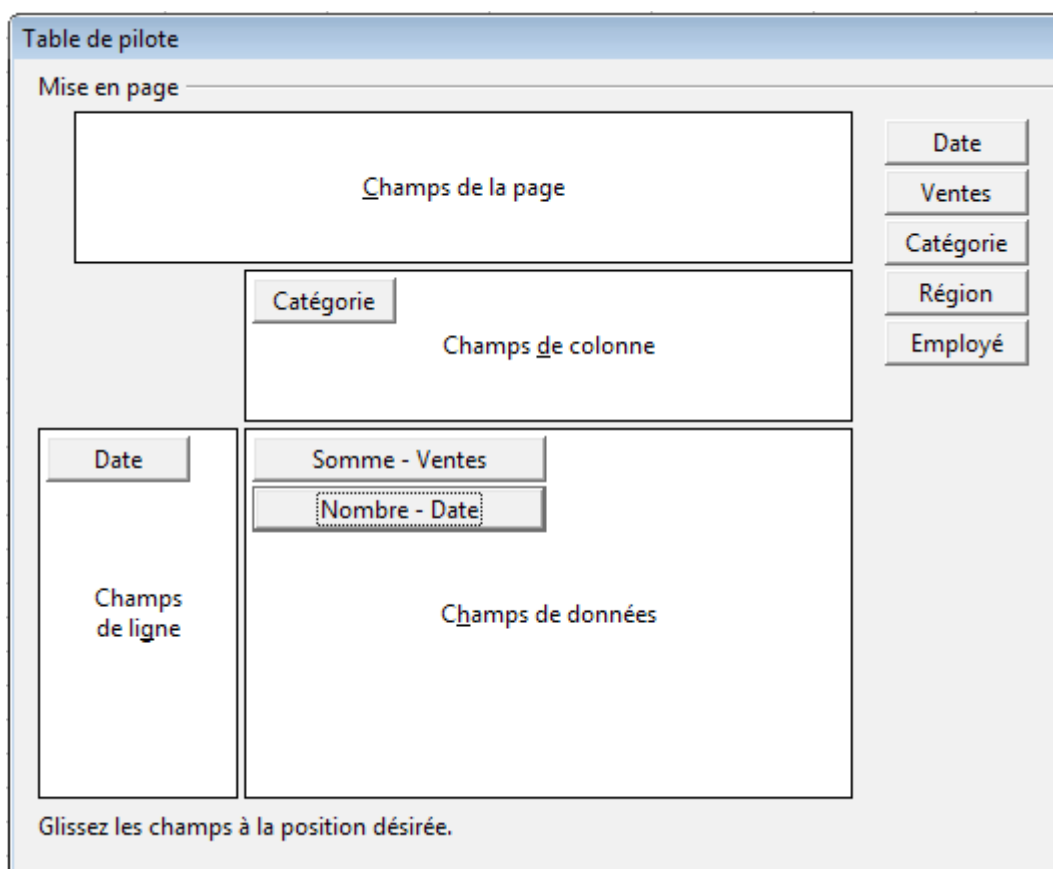 Table de pilote
Mise en page
Champs de la page
Date
Ventes
Catégorie
Région
Employé
Catégorie
Champs de colonne
Date
Champs
de ligne
Somme - Ventes
Nombre - Date
Champs de données
Glissez les champs à la position désirée.